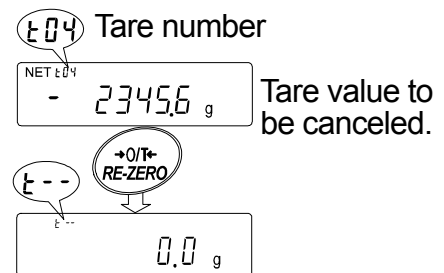 t04 Tare number
NET t04
- 2345.6 g
Tare value to
be canceled.
→0/T←
RE-ZERO
t--
t--
0.0 g